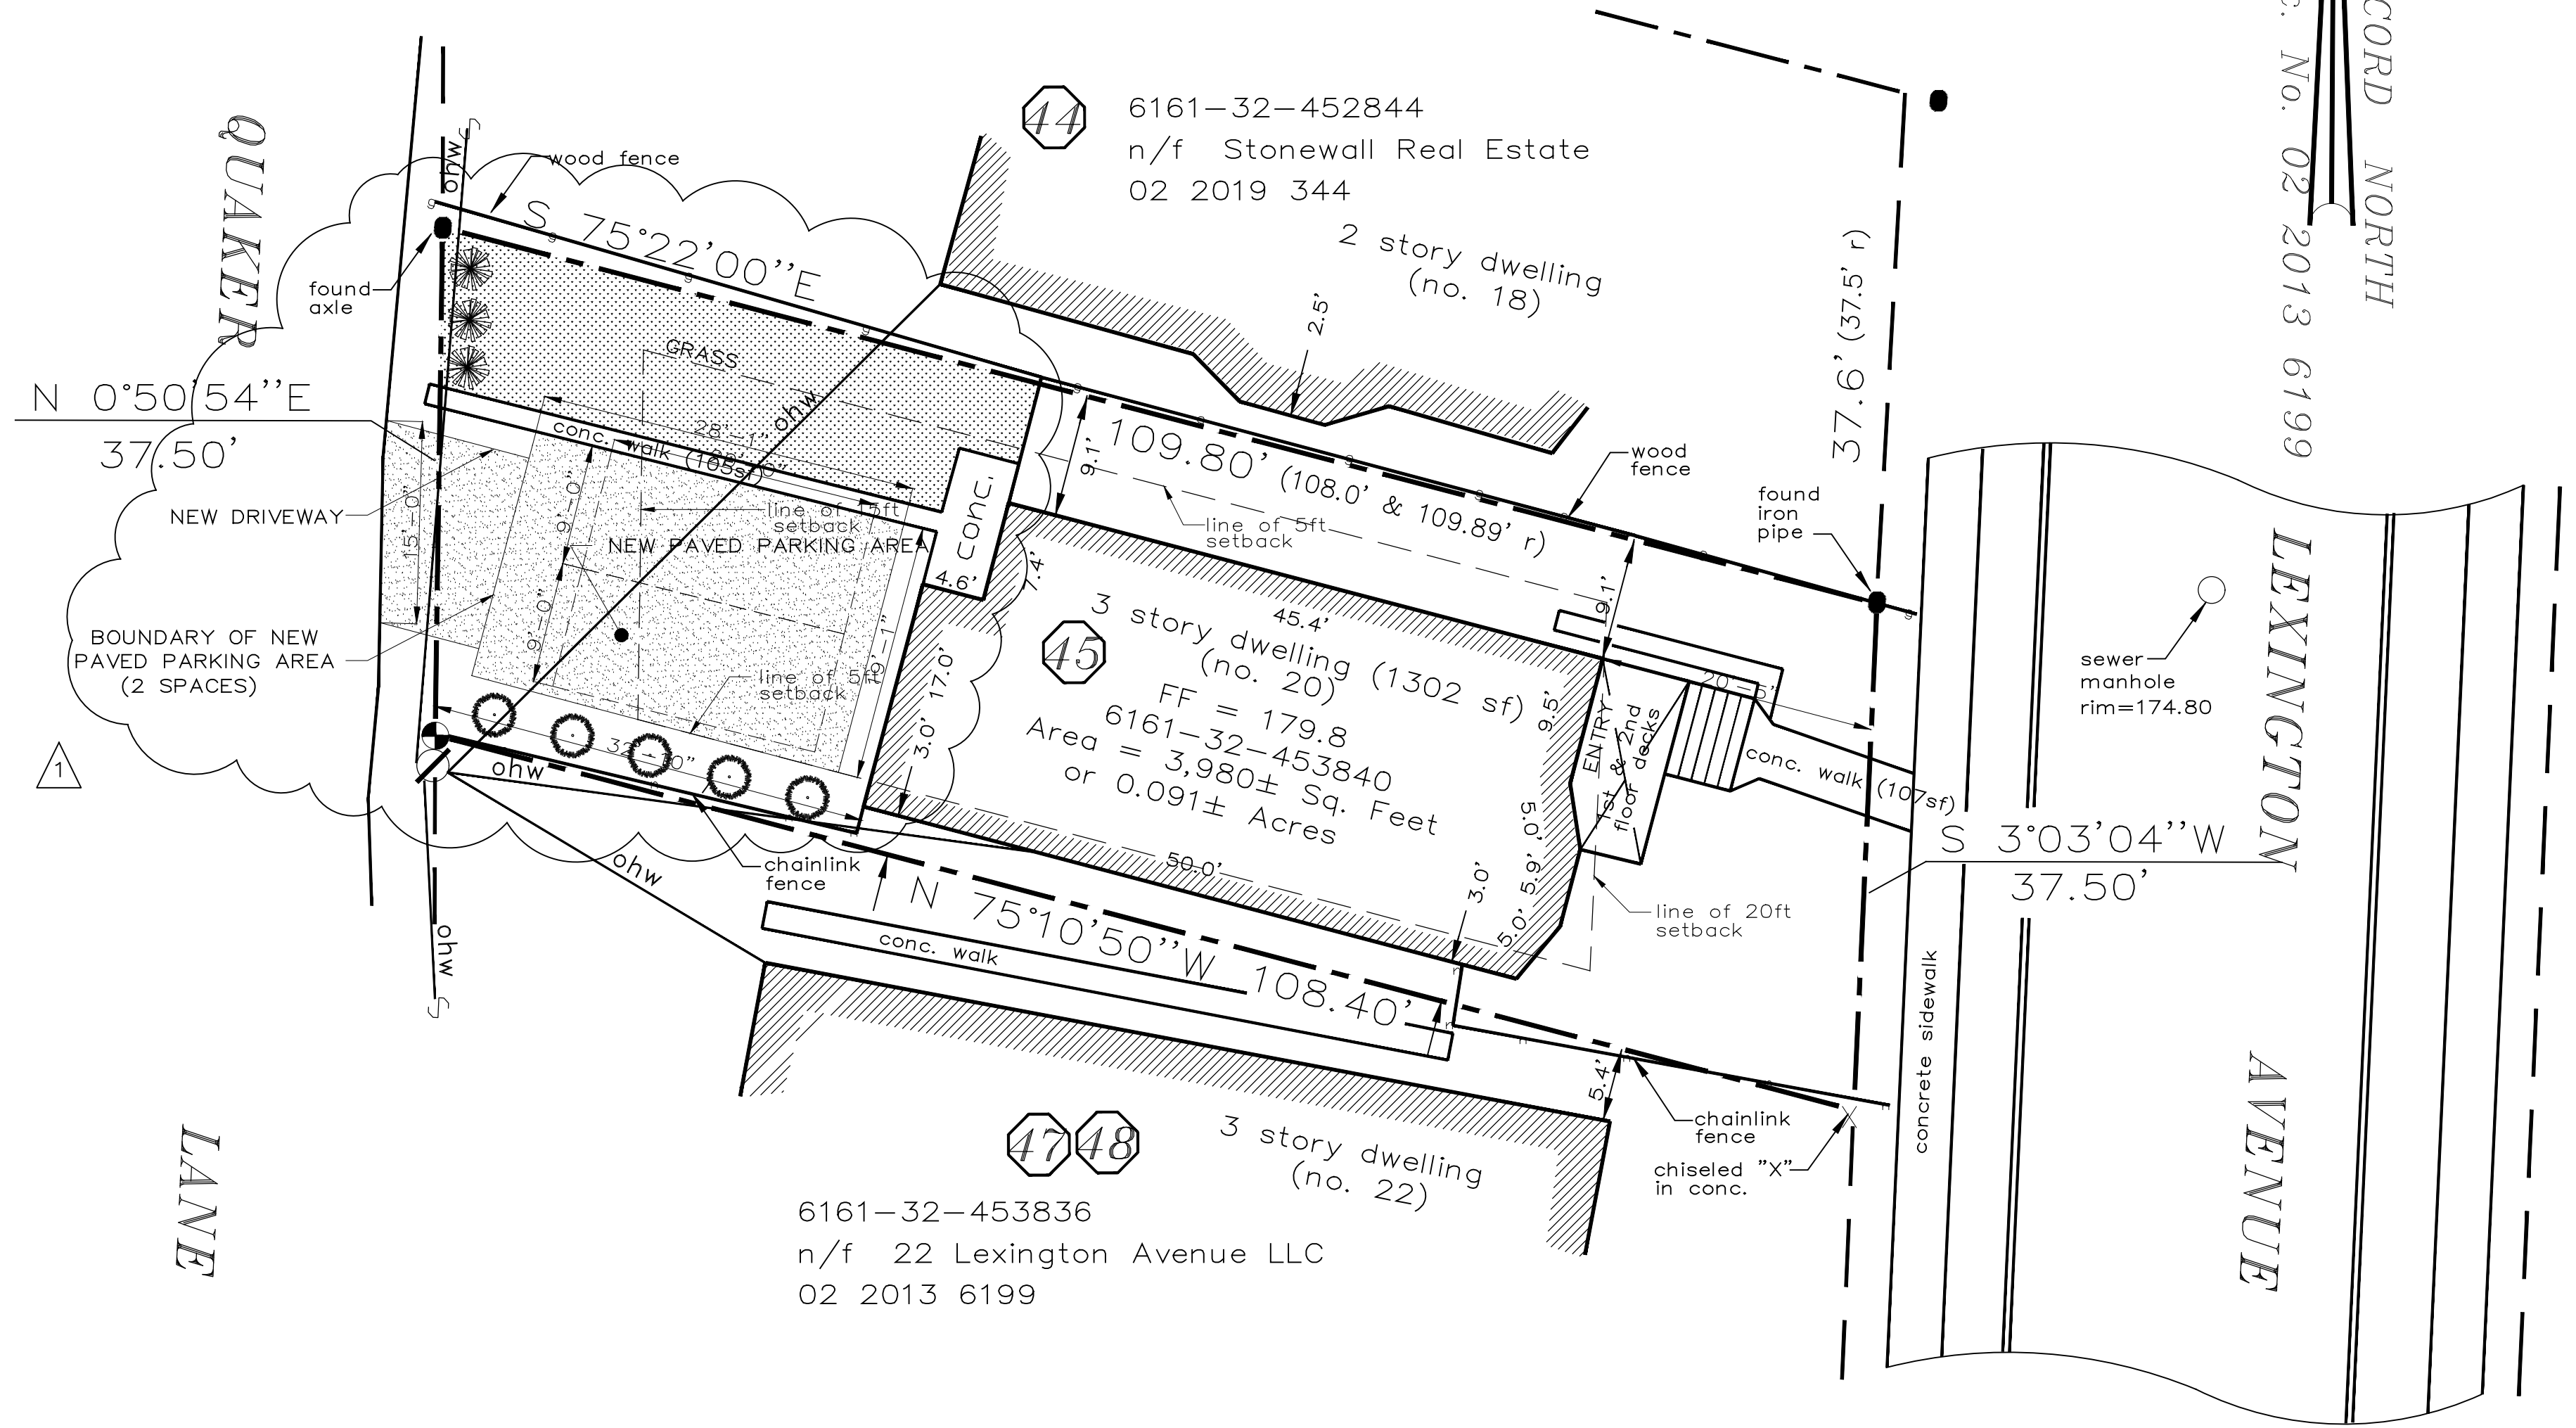 CORD NORTH
c. No. 02 2013 6199
44
6161-32-452844
n/f Stonewall Real Estate
02 2019 344
2 story dwelling
(no. 18)
2.5'
37.6' (37.5' r)
QUAKER
ohw
wood fence
S 75°22'00"E
found
axle
GRASS
N 0°50'54"E
37.50'
conc. walk (105sf)
28'-1"
ohw
NEW DRIVEWAY
15'-0"
9'-0"
9'-0"
line of 15ft
setback
NEW PAVED PARKING AREA
conc.
4.6'
7.4'
9.1'
109.80' (108.0' & 109.89' r)
line of 5ft
setback
wood
fence
found
iron
pipe
9.1'
BOUNDARY OF NEW
PAVED PARKING AREA
(2 SPACES)
line of 5ft
setback
19'-1"
32'-10"
1
ohw
ohw
ohw
chainlink
fence
3.0'
17.0'
45
45.4'
3 story dwelling (1302 sf)
(no. 20)
FF = 179.8
6161-32-453840
Area = 3,980± Sq. Feet
or 0.091± Acres
50.0'
9.5'
ENTRY
1st & 2nd
floor decks
20'-5"
conc. walk (107sf)
5.0'
5.9'
5.0'
3.0'
line of 20ft
setback
sewer
manhole
rim=174.80
LEXINGTON
S 3°03'04"W
37.50'
N 75°10'50"W 108.40'
conc. walk
concrete sidewalk
5.4'
chainlink
fence
chiseled "X"
in conc.
LANE
47
48
3 story dwelling
(no. 22)
6161-32-453836
n/f 22 Lexington Avenue LLC
02 2013 6199
AVENUE